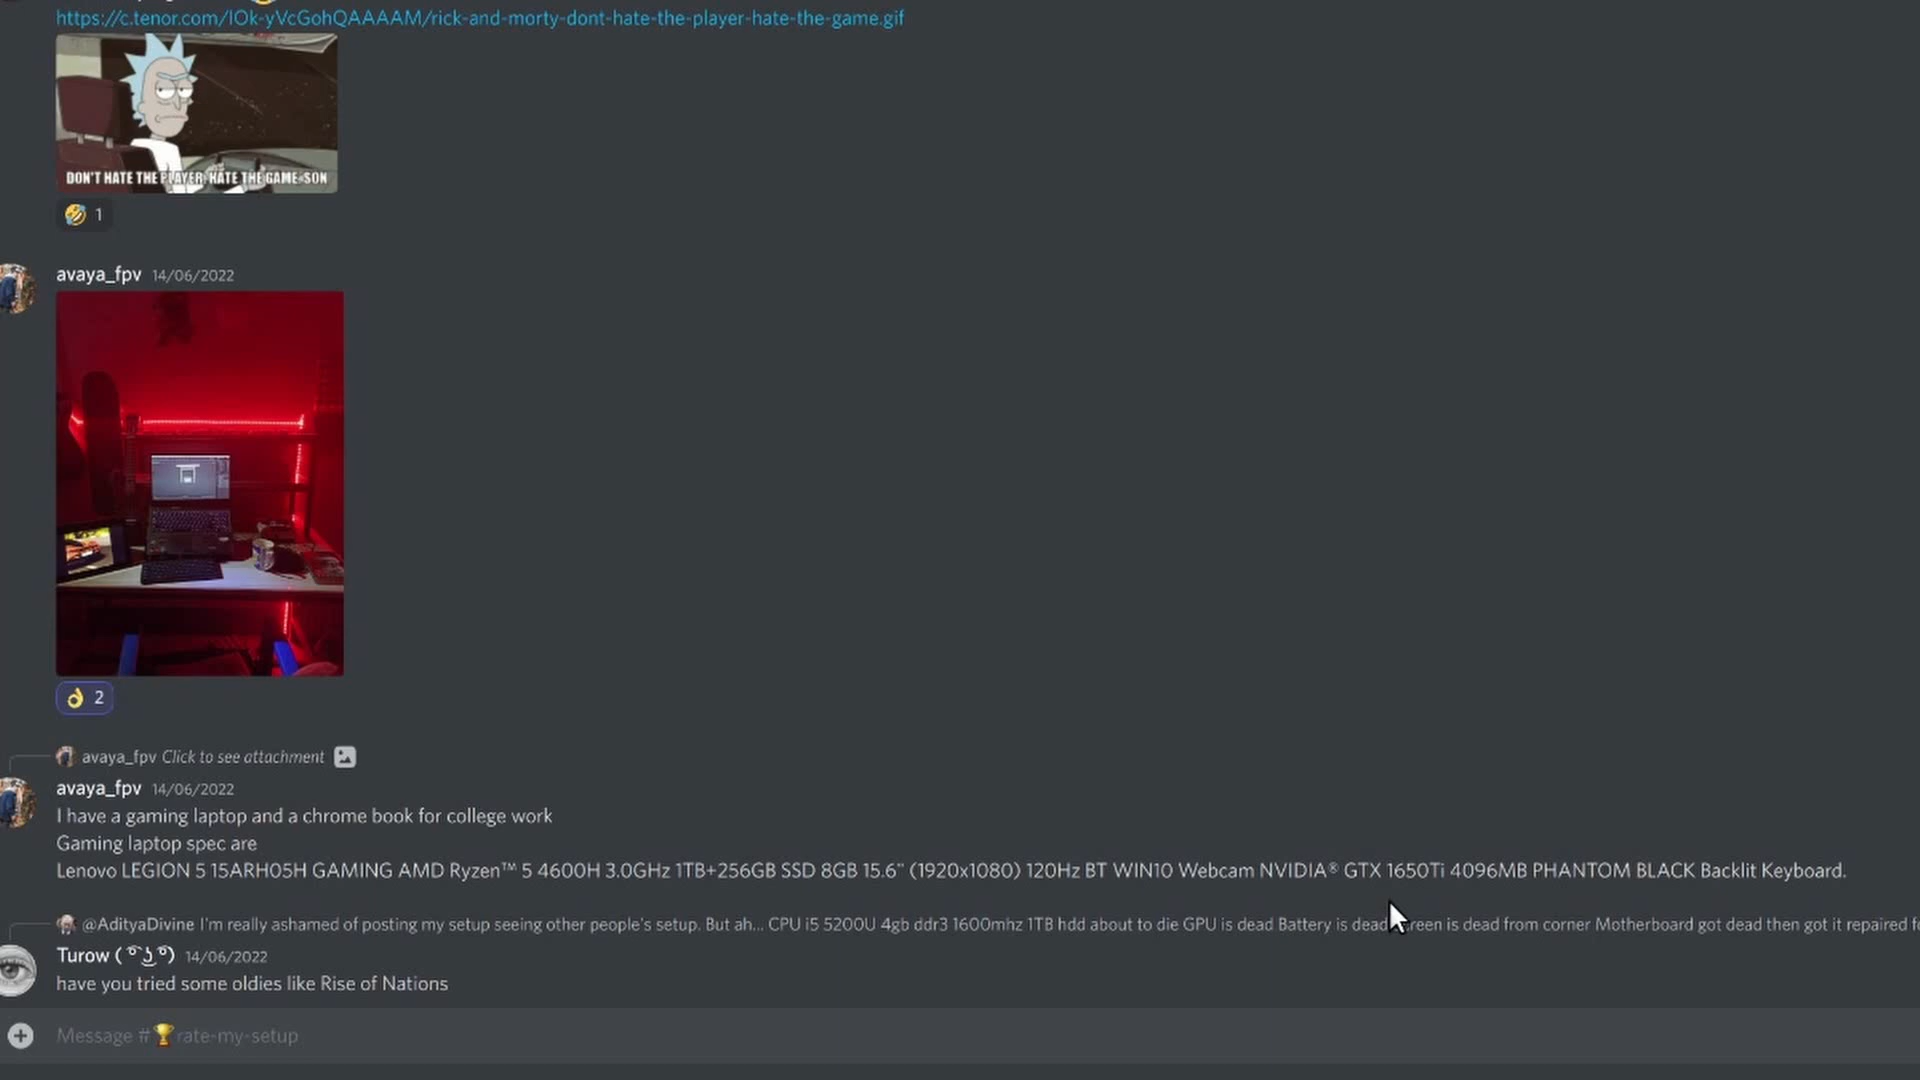 https://c.tenor.com/IOk-yVcGohQAAAAM/rick-and-morty-dont-hate-the-player-hate-the-game.gif
DON'T HATE THE PLAYER, HATE THE GAME SON
1
avaya_fpv 14/06/2022
2
avaya_fpv Click to see attachment
avaya_fpv 14/06/2022
I have a gaming laptop and a chrome book for college work
Gaming laptop spec are
Lenovo LEGION 5 15ARH05H GAMING AMD Ryzen™ 5 4600H 3.0GHz 1TB+256GB SSD 8GB 15.6" (1920x1080) 120Hz BT WIN10 Webcam NVIDIA® GTX 1650Ti 4096MB PHANTOM BLACK Backlit Keyboard.
@AdityaDivine I'm really ashamed of posting my setup seeing other people's setup. But ah... CPU i5 5200U 4gb ddr3 1600mhz 1TB hdd about to die GPU is dead Battery is dead is dead from corner Motherboard got dead then got it repaired
Turow ( ͡° ͜ʖ ͡°) 14/06/2022
have you tried some oldies like Rise of Nations
Message #🏆rate-my-setup